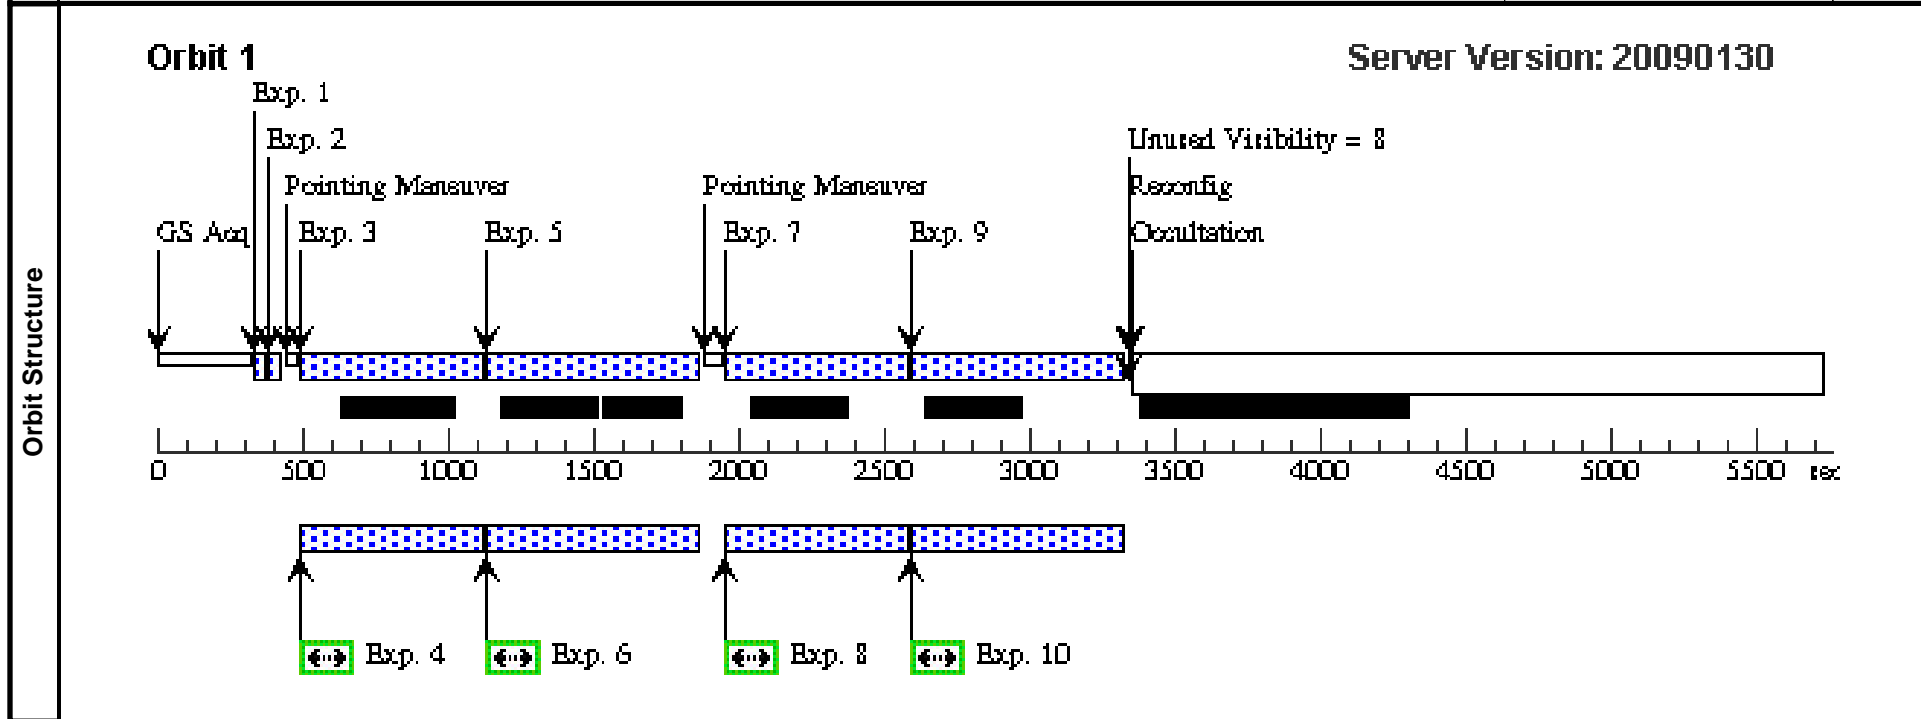 Orbit 1
Server Version: 20090130
Exp. 1
Exp. 2
Unused Visibility = 8
Pointing Maneuver
Pointing Maneuver
Reconfig
GS Acq
Exp. 3
Exp. 5
Exp. 7
Exp. 9
Occultation
Orbit Structure
0 500 1000 1500 2000 2500 3000 3500 4000 4500 5000 5500 sec
Exp. 4
Exp. 6
Exp. 8
Exp. 10